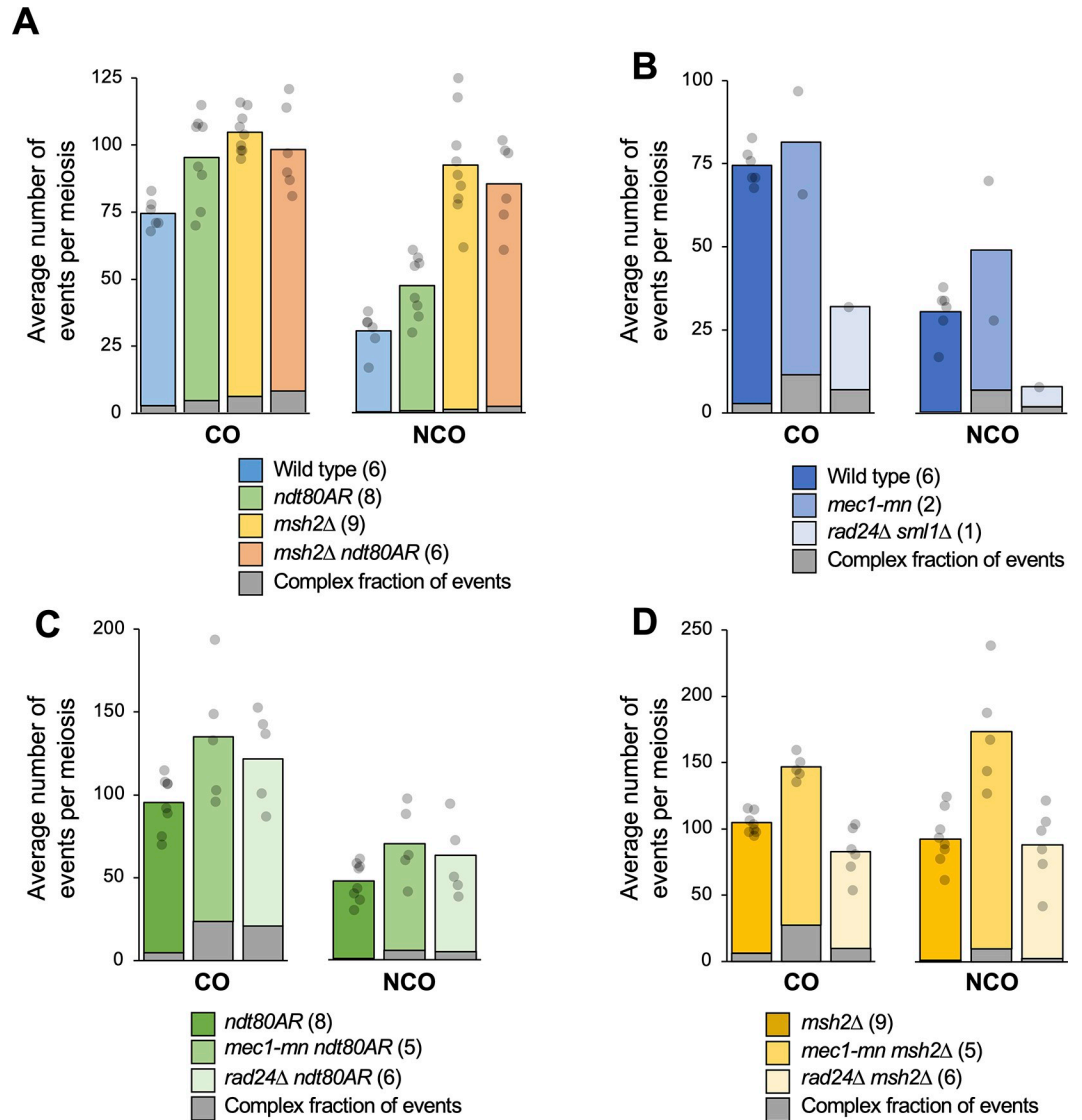 A
Average number of
events per meiosis
125
100
75
50
25
0
CO
NCO
Wild type (6)
ndt80AR (8)
msh2Δ (9)
msh2Δ ndt80AR (6)
Complex fraction of events
B
Average number of
events per meiosis
100
75
50
25
0
CO
NCO
Wild type (6)
mec1-mn (2)
rad24Δ sml1Δ (1)
Complex fraction of events
C
Average number of
events per meiosis
200
150
100
50
0
CO
NCO
ndt80AR (8)
mec1-mn ndt80AR (5)
rad24Δ ndt80AR (6)
Complex fraction of events
D
Average number of
events per meiosis
250
200
150
100
50
0
CO
NCO
msh2Δ (9)
mec1-mn msh2Δ (5)
rad24Δ msh2Δ (6)
Complex fraction of events